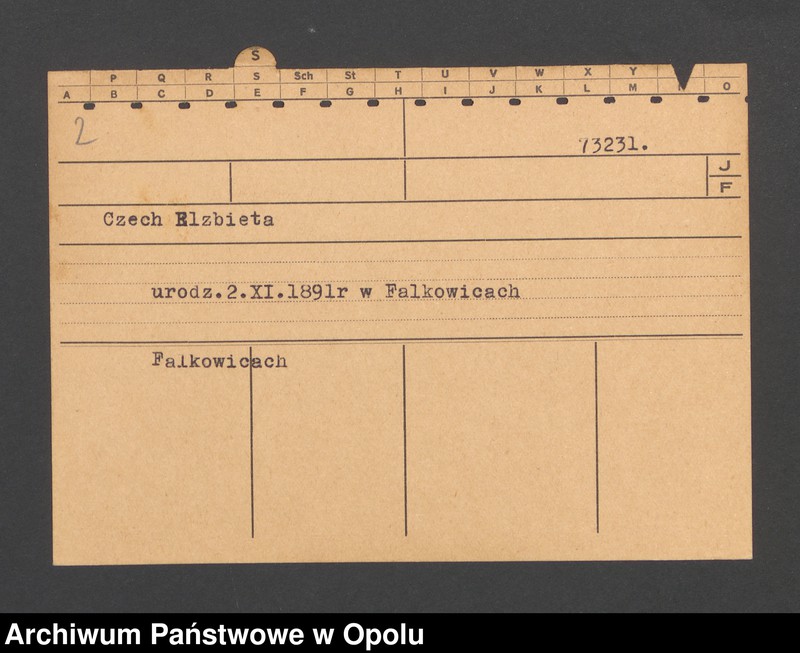 S
P Q R S Sch St T U V W X Y
A B C D E F G H I J K L M O
2
73231.
J
F
Czech Elzbieta
urodz.2.XI.1891r w Falkowicach
Falkowicach
Archiwum Państwowe w Opolu